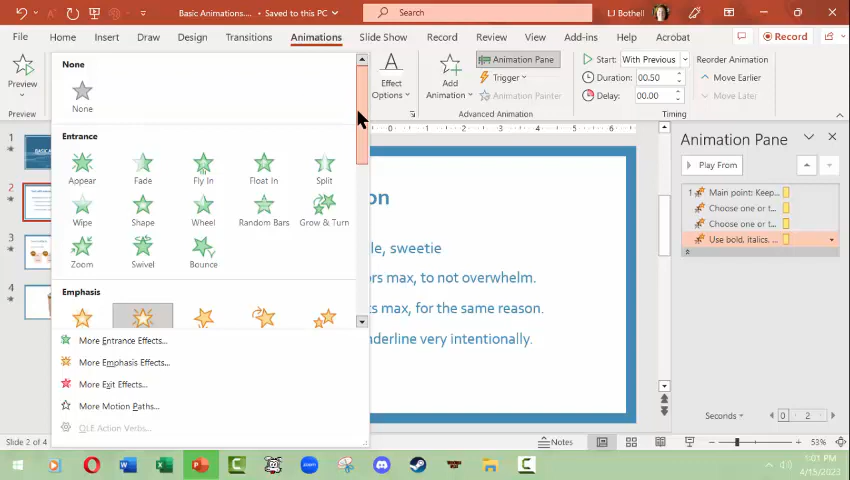 Basic Animations.... • Saved to this PC
Search
LJ Bothell
File
Home
Insert
Draw
Design
Transitions
Animations
Slide Show
Record
Review
View
Add-ins
Help
Acrobat
Record
Preview
Preview
None
None
Entrance
Appear
Fade
Fly In
Float In
Split
Wipe
Shape
Wheel
Random Bars
Grow & Turn
Zoom
Swivel
Bounce
Emphasis
More Entrance Effects...
More Emphasis Effects...
More Exit Effects...
More Motion Paths...
OLE Action Verbs...
Effect
Options
Add
Animation
Animation Pane
Trigger
Animation Painter
Advanced Animation
Start: With Previous
Duration: 00.50
Delay: 00.00
Timing
Reorder Animation
Move Earlier
Move Later
1
2
3
4
on
le, sweetie
ors max, to not overwhelm.
ts max, for the same reason.
nderline very intentionally.
Animation Pane
Play From
1 Main point: Keep...
Choose one or t...
Choose one or t...
Use bold, italics. ...
Seconds
0
2
Slide 2 of 4
Notes
53%
5:01 PM
4/15/2023